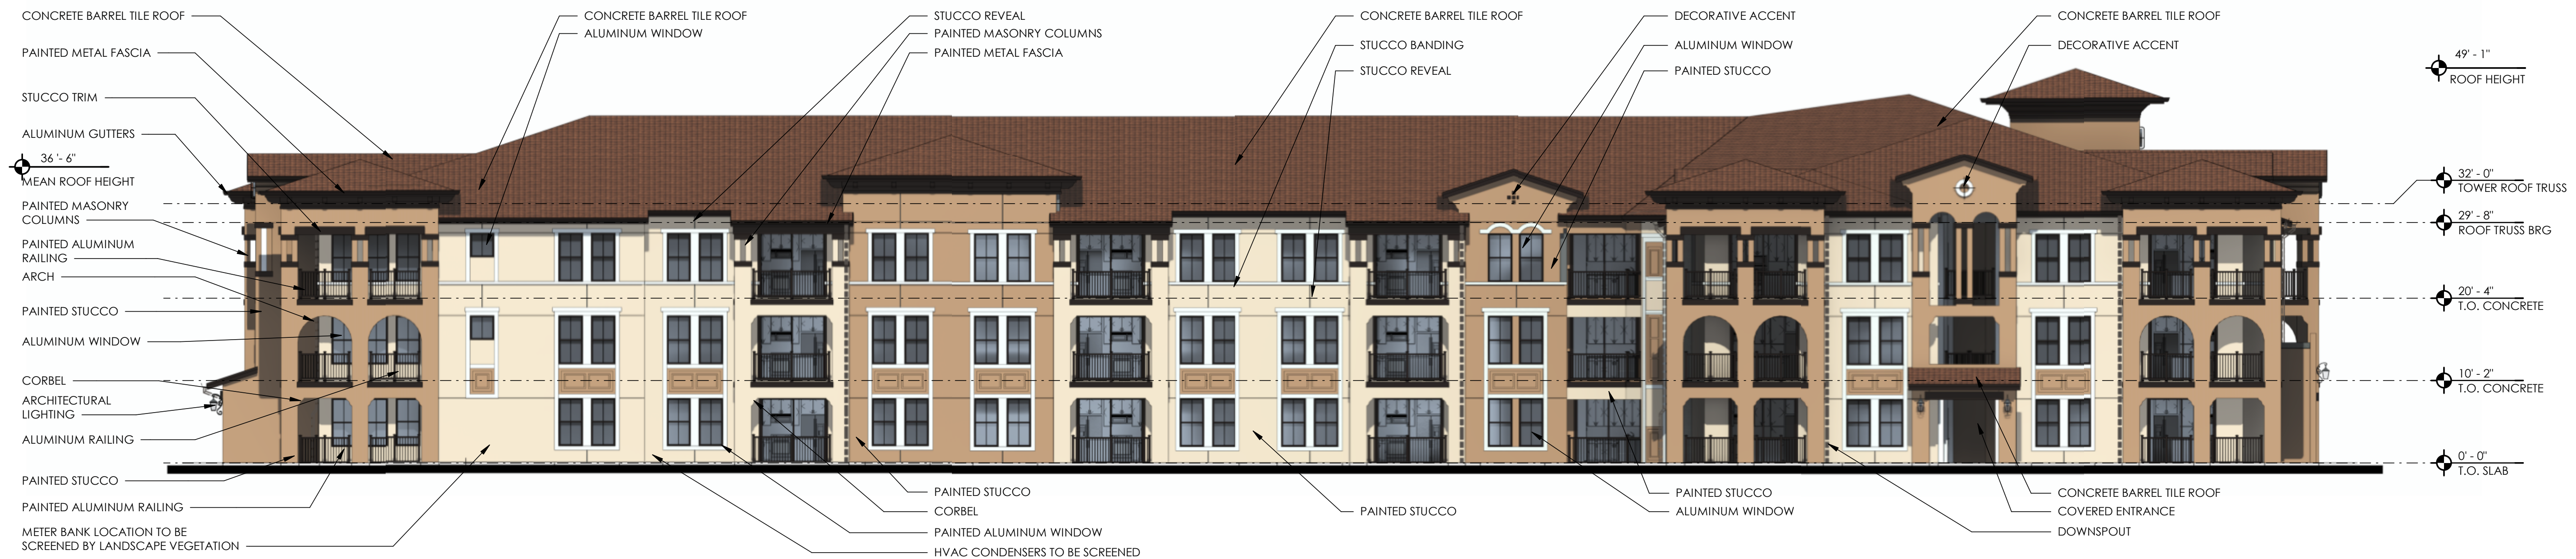 CONCRETE BARREL TILE ROOF
PAINTED METAL FASCIA
STUCCO TRIM
ALUMINUM GUTTERS
36 '- 6"
MEAN ROOF HEIGHT
PAINTED MASONRY
COLUMNS
PAINTED ALUMINUM
RAILING
ARCH
PAINTED STUCCO
ALUMINUM WINDOW
CORBEL
ARCHITECTURAL
LIGHTING
ALUMINUM RAILING
PAINTED STUCCO
PAINTED ALUMINUM RAILING
METER BANK LOCATION TO BE
SCREENED BY LANDSCAPE VEGETATION
CONCRETE BARREL TILE ROOF
ALUMINUM WINDOW
STUCCO REVEAL
PAINTED MASONRY COLUMNS
PAINTED METAL FASCIA
PAINTED STUCCO
CORBEL
PAINTED ALUMINUM WINDOW
HVAC CONDENSERS TO BE SCREENED
CONCRETE BARREL TILE ROOF
STUCCO BANDING
STUCCO REVEAL
PAINTED STUCCO
DECORATIVE ACCENT
ALUMINUM WINDOW
PAINTED STUCCO
PAINTED STUCCO
ALUMINUM WINDOW
CONCRETE BARREL TILE ROOF
DECORATIVE ACCENT
CONCRETE BARREL TILE ROOF
COVERED ENTRANCE
DOWNSPOUT
49' - 1"
ROOF HEIGHT
32' - 0"
TOWER ROOF TRUSS
29' - 8"
ROOF TRUSS BRG
20' - 4"
T.O. CONCRETE
10' - 2"
T.O. CONCRETE
0' - 0"
T.O. SLAB